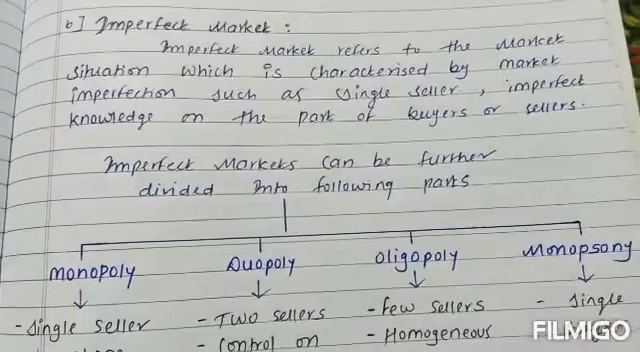 b] Imperfect Market :
Imperfect Market refers to the Market
situation which is characterised by market
imperfection such as single seller, imperfect
knowledge on the part of buyers or sellers.
Imperfect Markets can be further
divided into following parts
Monopoly Duopoly Oligopoly Monopsony
- Single seller - Two sellers - Few sellers - Single
- Control on - Homogeneous
FILMIGO